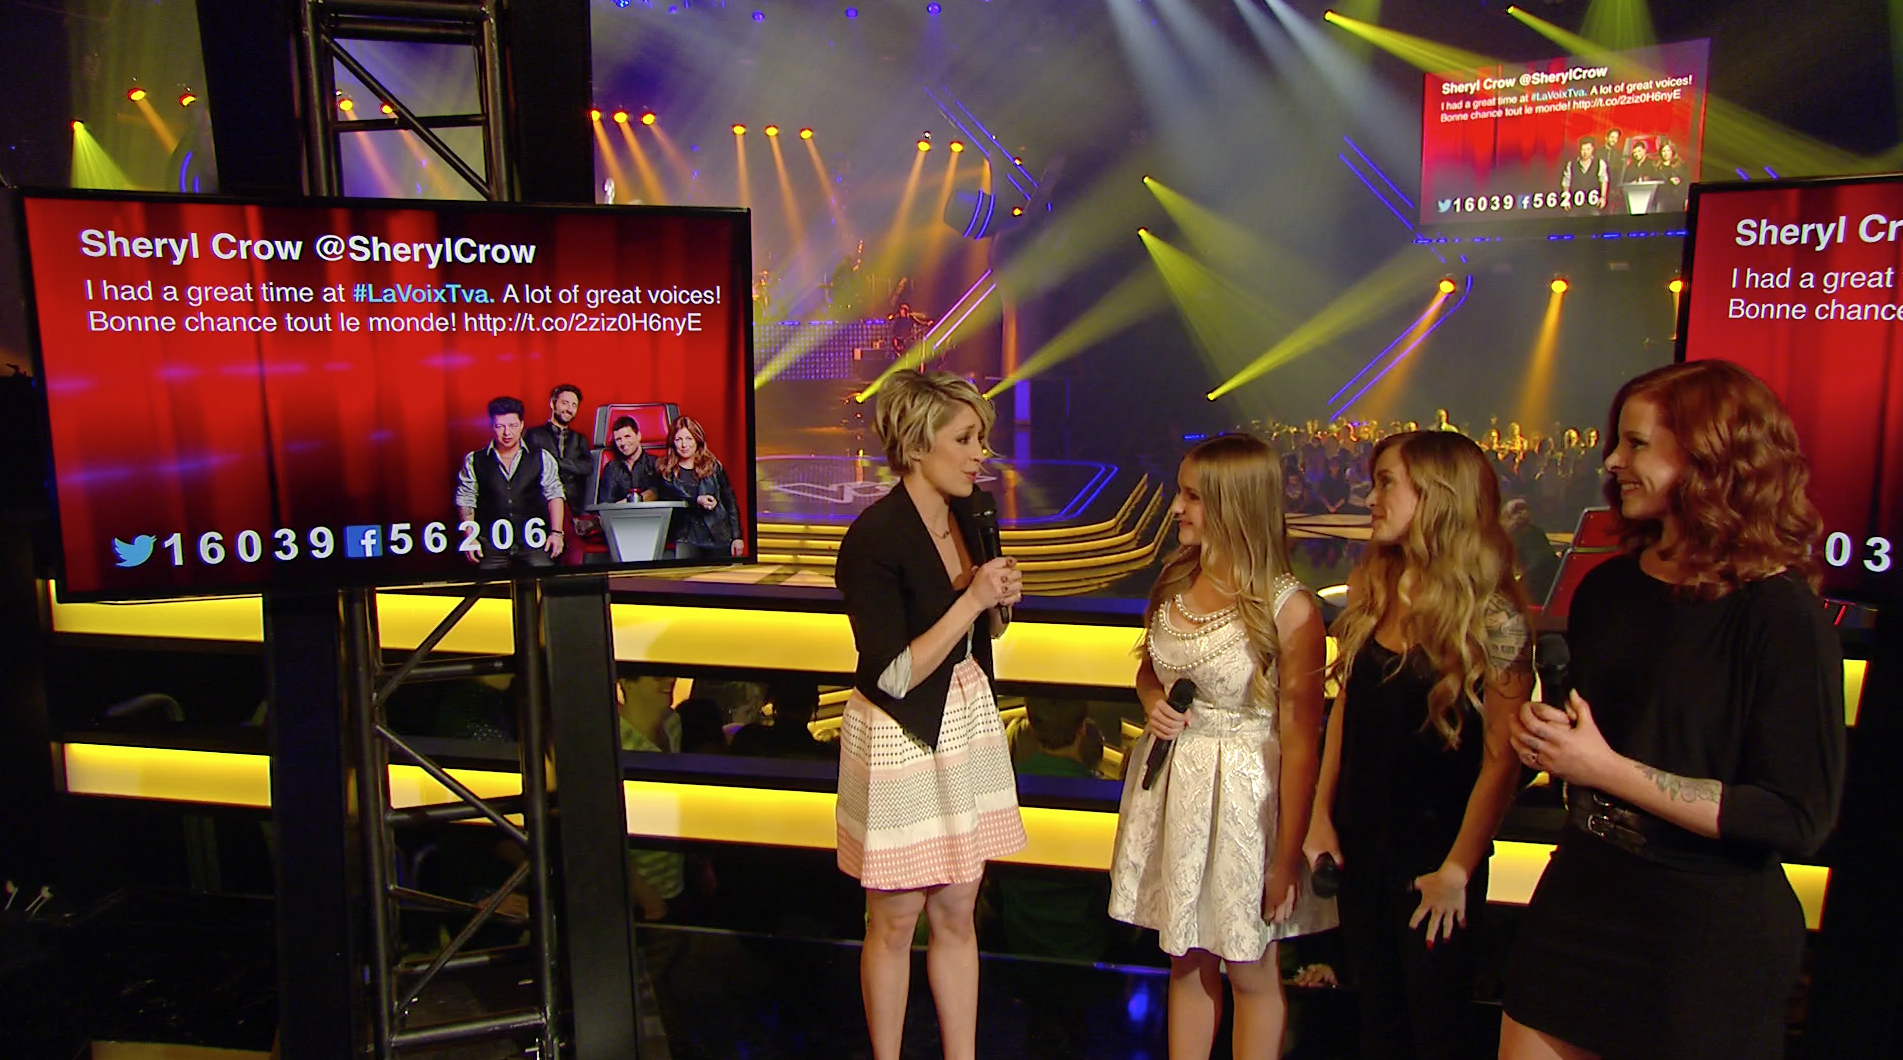 Sheryl Crow @SherylCrow
I had a great time at #LaVoixTva. A lot of great voices!
Bonne chance tout le monde! http://t.co/2ziz0H6nyE
16039 f 56206
Sheryl Crow @SherylCrow
I had a great time at #LaVoixTva. A lot of great voices!
Bonne chance tout le monde! http://t.co/2ziz0H6nyE
16039 f 56206
Sheryl Cr
I had a great
Bonne chance
03